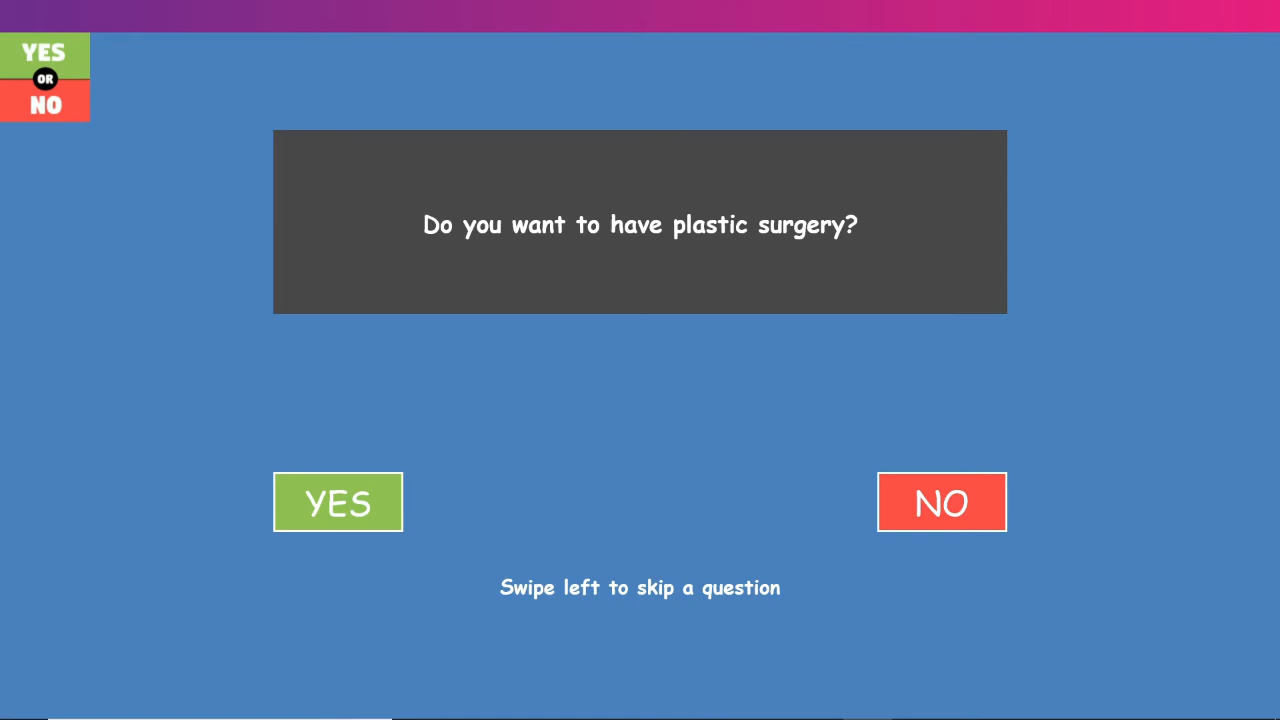 YES
OR
NO
Do you want to have plastic surgery?
YES
NO
Swipe left to skip a question